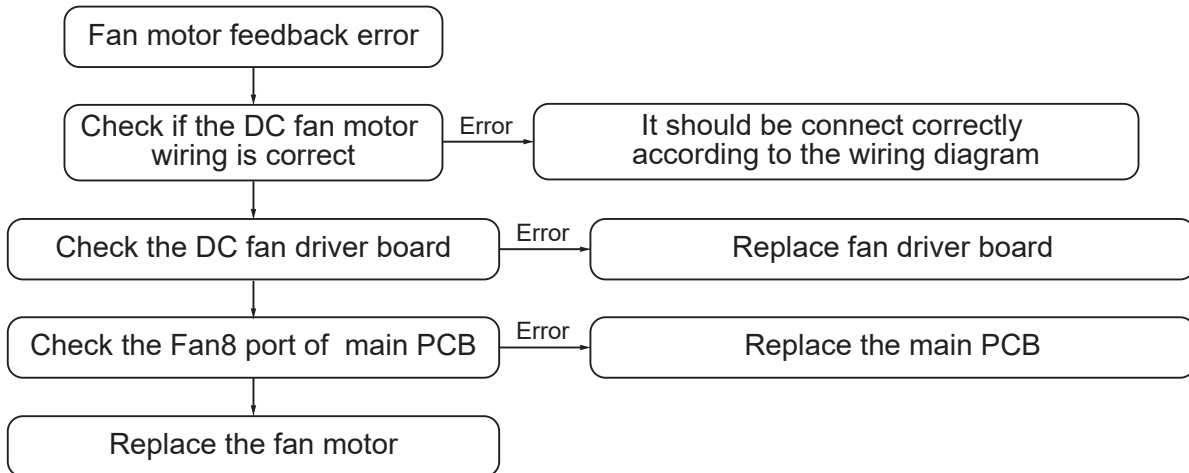 Fan motor feedback error
Check if the DC fan motor
wiring is correct
Error
It should be connect correctly
according to the wiring diagram
Check the DC fan driver board
Error
Replace fan driver board
Check the Fan8 port of main PCB
Error
Replace the main PCB
Replace the fan motor